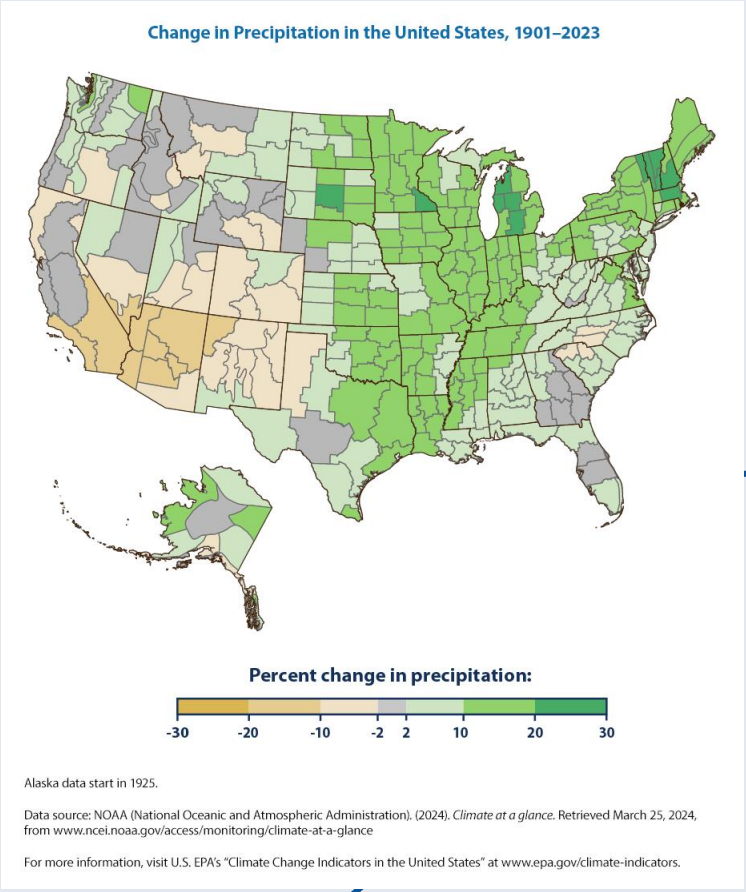 Change in Precipitation in the United States, 1901–2023
Percent change in precipitation:
-30 -20 -10 -2 2 10 20 30
Alaska data start in 1925.
Data source: NOAA (National Oceanic and Atmospheric Administration). (2024). Climate at a glance. Retrieved March 25, 2024,
from www.ncei.noaa.gov/access/monitoring/climate-at-a-glance
For more information, visit U.S. EPA’s “Climate Change Indicators in the United States” at www.epa.gov/climate-indicators.